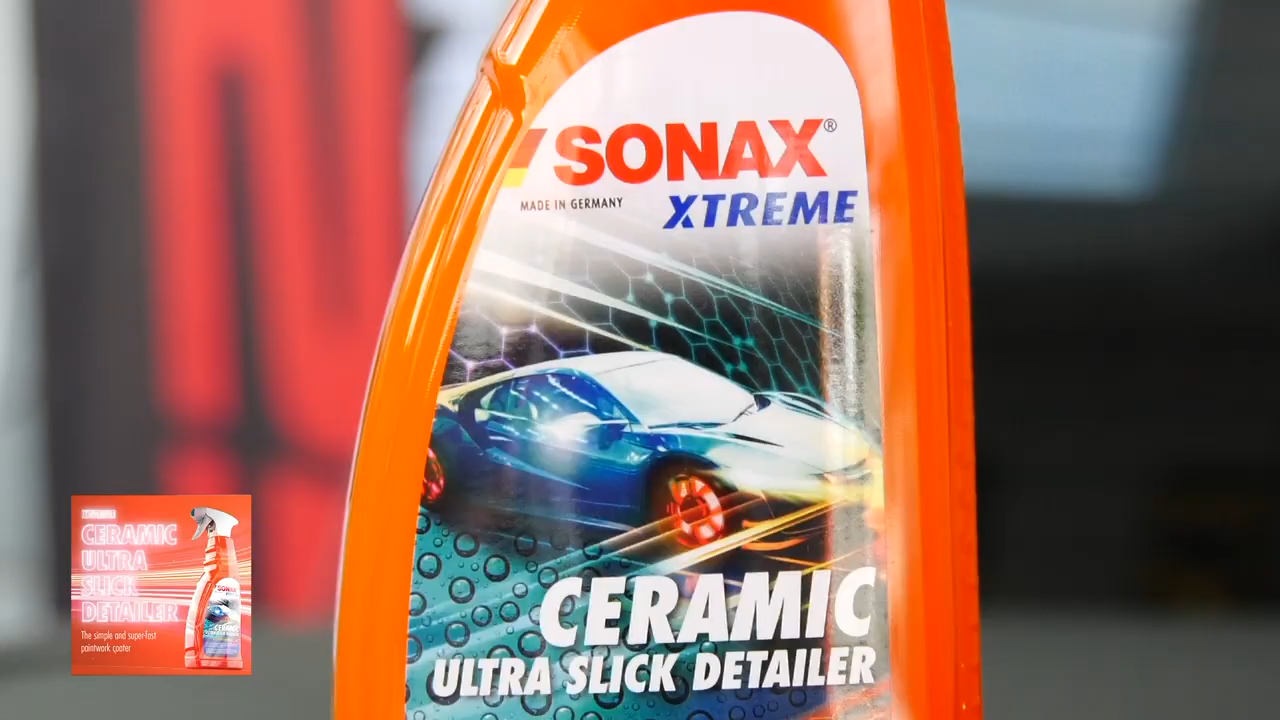 SONAX®
MADE IN GERMANY
XTREME
CERAMIC
ULTRA SLICK DETAILER
CERAMIC
ULTRA
SLICK
DETAILER
The simple and super-fast
paintwork coater
SONAX